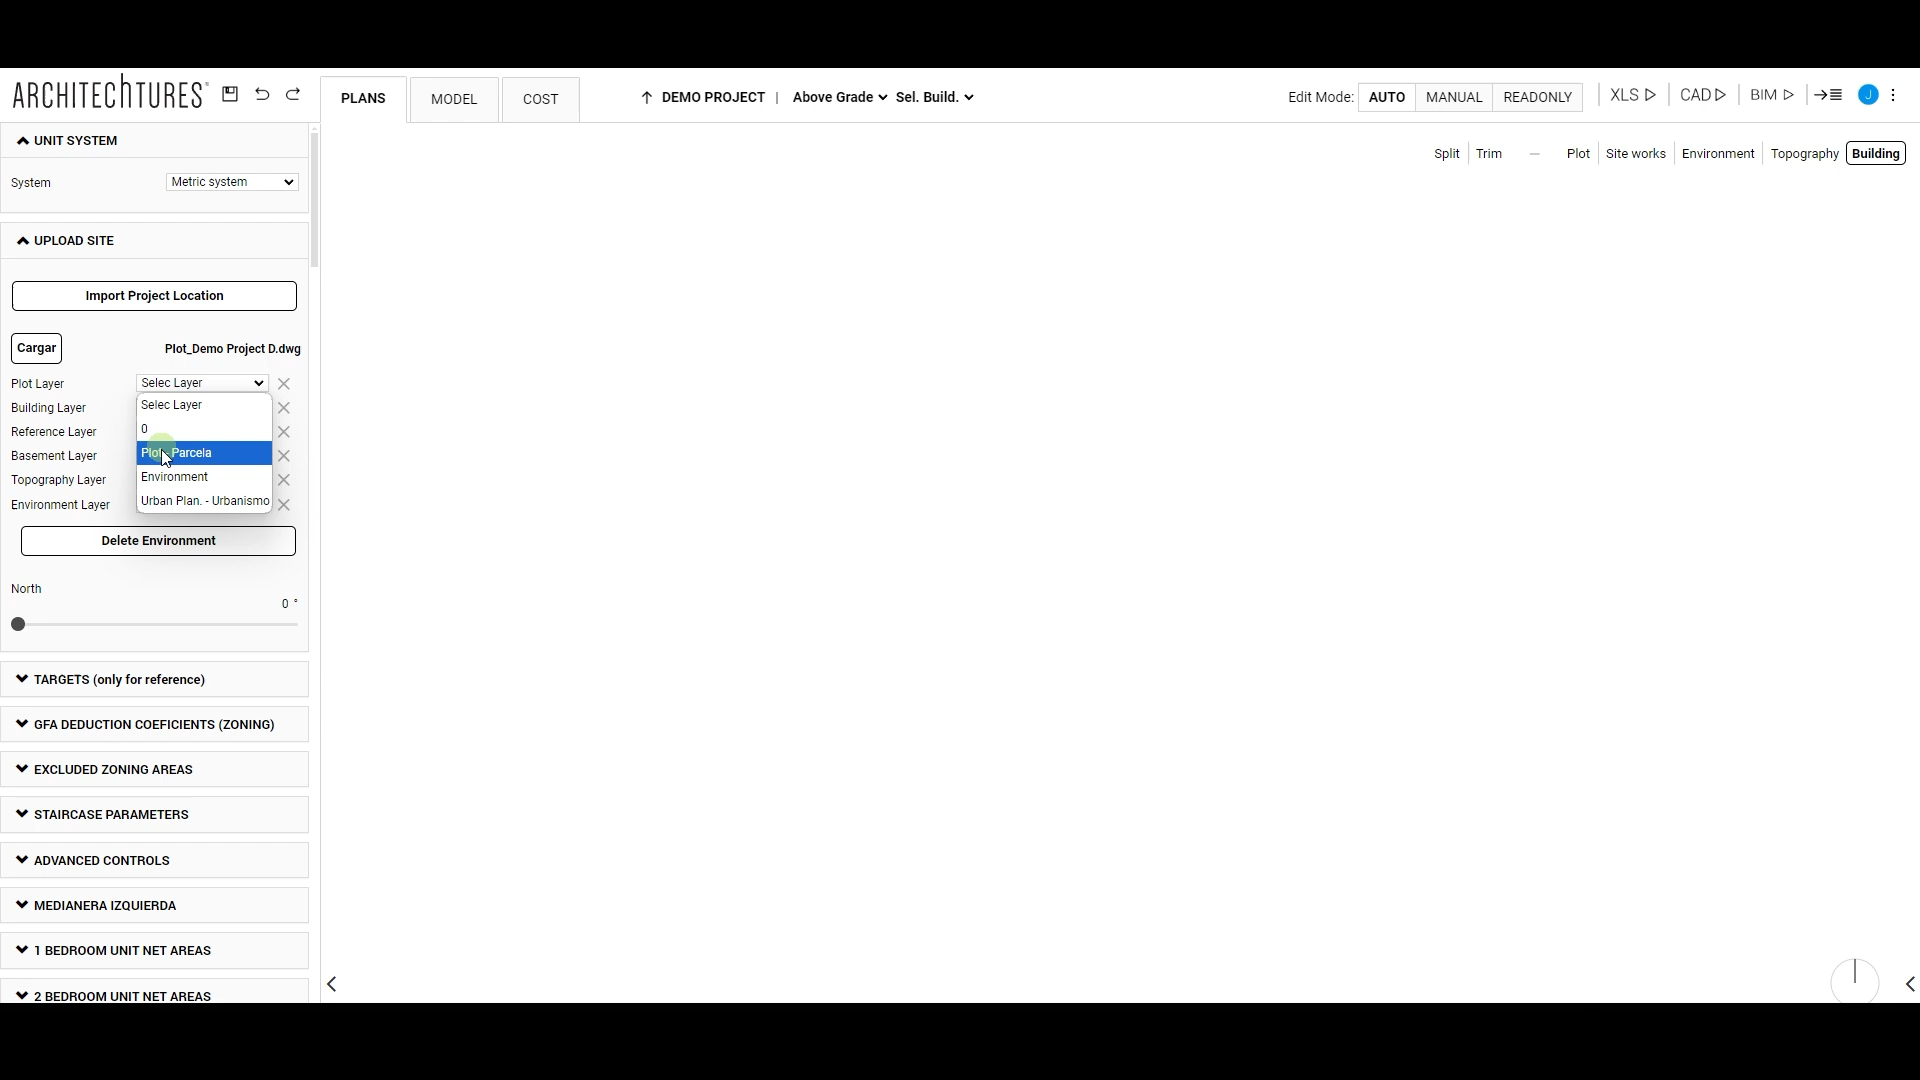 ARCHITEChTURES
PLANS
MODEL
COST
DEMO PROJECT | Above Grade Sel. Build.
Edit Mode: AUTO MANUAL READONLY
XLS
CAD
BIM
J
Split Trim — Plot Site works Environment Topography Building
UNIT SYSTEM
System Metric system
UPLOAD SITE
Import Project Location
Cargar Plot_Demo Project D.dwg
Plot Layer Selec Layer
Building Layer Selec Layer
0
Reference Layer
Parcela
Basement Layer
Environment
Topography Layer
Urban Plan. - Urbanismo
Environment Layer
Delete Environment
North
0 °
TARGETS (only for reference)
GFA DEDUCTION COEFICIENTS (ZONING)
EXCLUDED ZONING AREAS
STAIRCASE PARAMETERS
ADVANCED CONTROLS
MEDIANERA IZQUIERDA
1 BEDROOM UNIT NET AREAS
2 BEDROOM UNIT NET AREAS